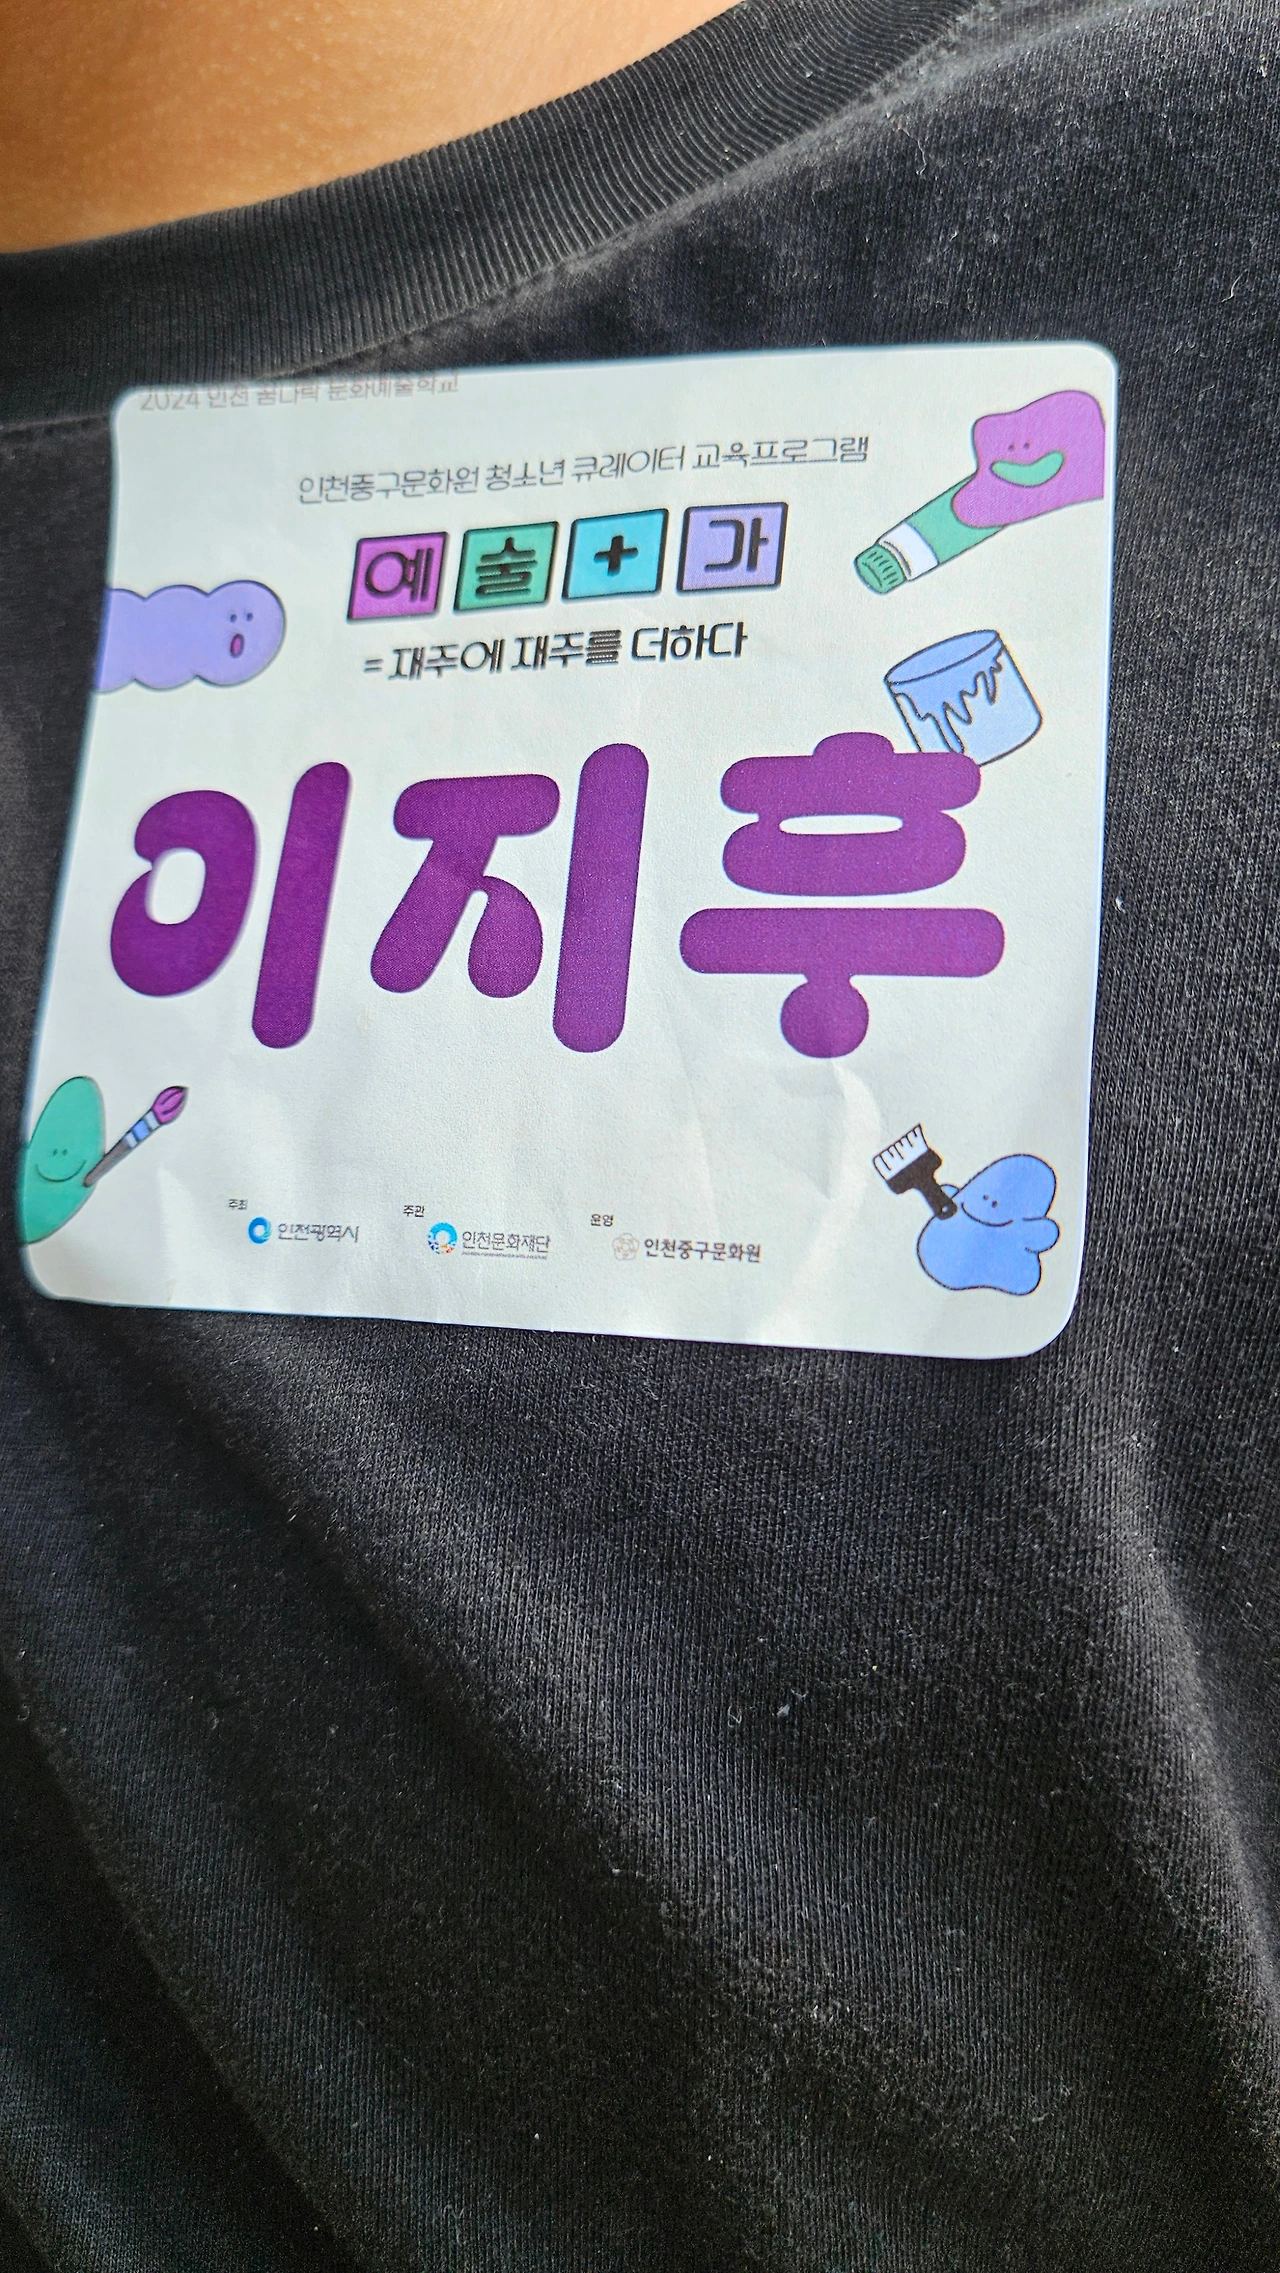 2024 인천 꿈다락 문화예술학교
인천중구문화원 청소년 큐레이터 교육프로그램
예술+가
= 재주에 재주를 더하다
이지후
주최 인천광역시
주관 인천문화재단
운영 인천중구문화원